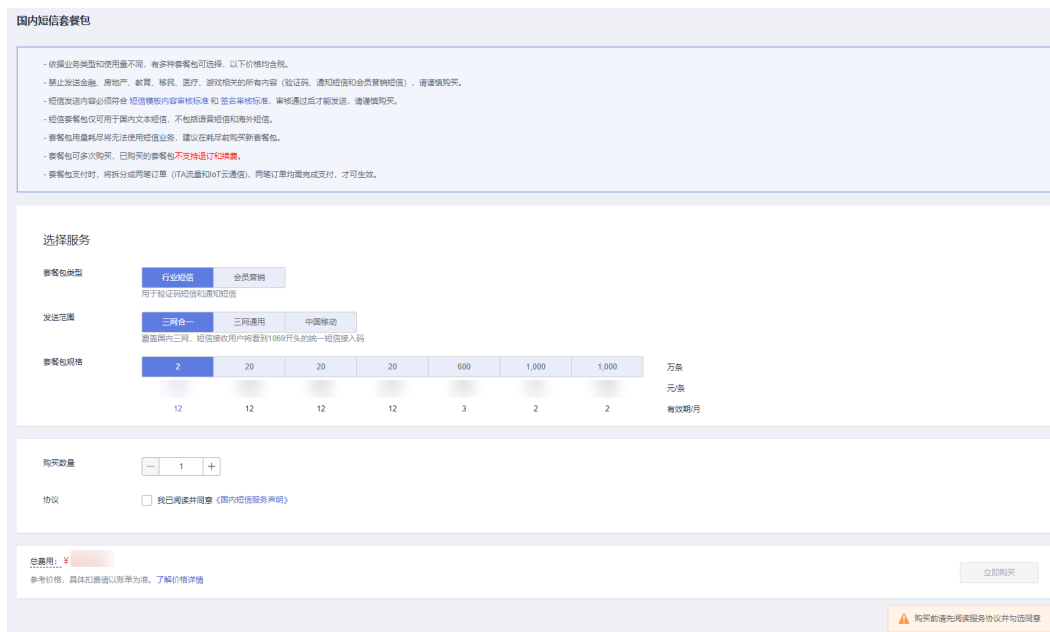 国内短信套餐包
- 依据业务类型和使用量不同，有多种套餐包可选择，以下价格均含税。
- 禁止发送金融、房地产、教育、移民、医疗、游戏相关的所有内容（验证码、通知短信和会员营销短信），请谨慎购买。
- 短信发送内容必须符合 短信模版内容审核标准 和 签名审核标准，审核通过后才能发送，请谨慎购买。
- 短信套餐包仅可用于国内文本短信，不包括语音短信和海外短信。
- 套餐包用量耗尽将无法使用短信业务，建议在耗尽前购买新套餐包。
- 套餐包可多次购买，已购买的套餐包不支持退订和续费。
- 套餐包支付时，将拆分成两笔订单（iTA流量和IoT云通信)，两笔订单均需完成支付，才可生效。
选择服务
套餐包类型 行业短信 会员营销
用于验证码短信和通知短信
发送范围 三网合一 三网通用 中国移动
覆盖国内三网，短信接收用户将看到1069开头的统一短信接入码
套餐包规格 2 20 20 20 600 1,000 1,000 万条
元/条
12 12 12 12 3 2 2 有效期/月
购买数量 — 1 +
协议 我已阅读并同意《国内短信服务声明》
总费用： ¥
参考价格，具体扣费请以账单为准。了解价格详情
立即购买
购买前请先阅读服务协议并勾选同意